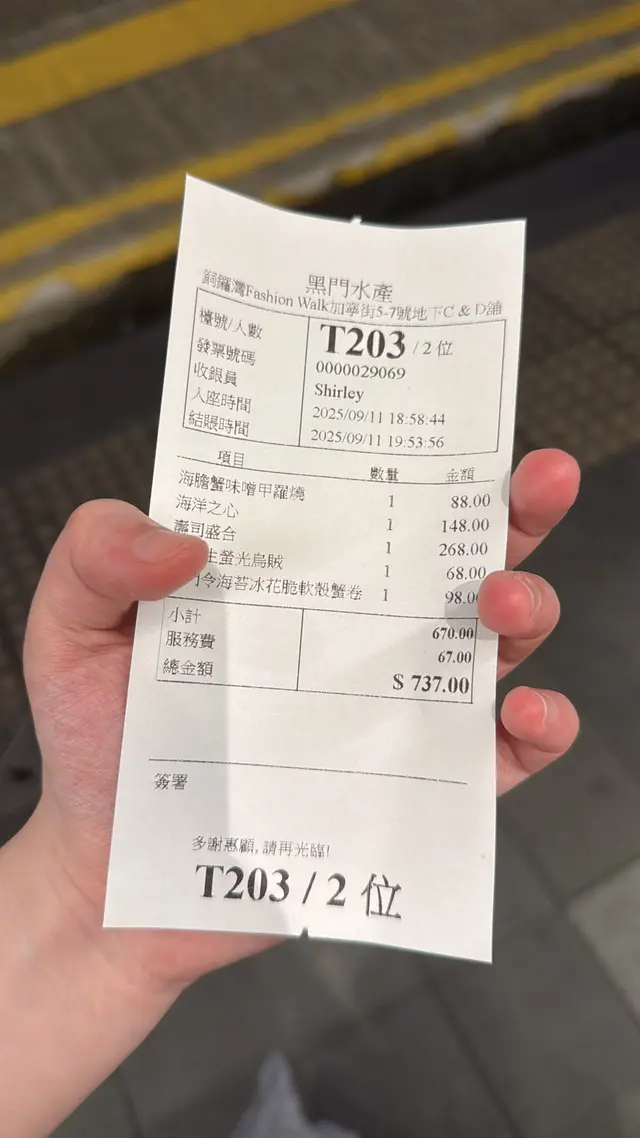 黑門水產
銅鑼灣Fashion Walk加寧街5-7號地下C & D舖
檯號/人數 T203 / 2 位
發票號碼 0000029069
收銀員 Shirley
入座時間 2025/09/11 18:58:44
結賬時間 2025/09/11 19:53:56
項目 數量 金額
海膽蟹味噌甲羅燒 1 88.00
海洋之心 1 148.00
壽司盛合 1 268.00
生螢光烏賊 1 68.00
令海苔冰花脆軟殼蟹卷 1 98.00
小計 670.00
服務費 67.00
總金額 $ 737.00
簽署
多謝惠顧,請再光臨!
T203 / 2 位